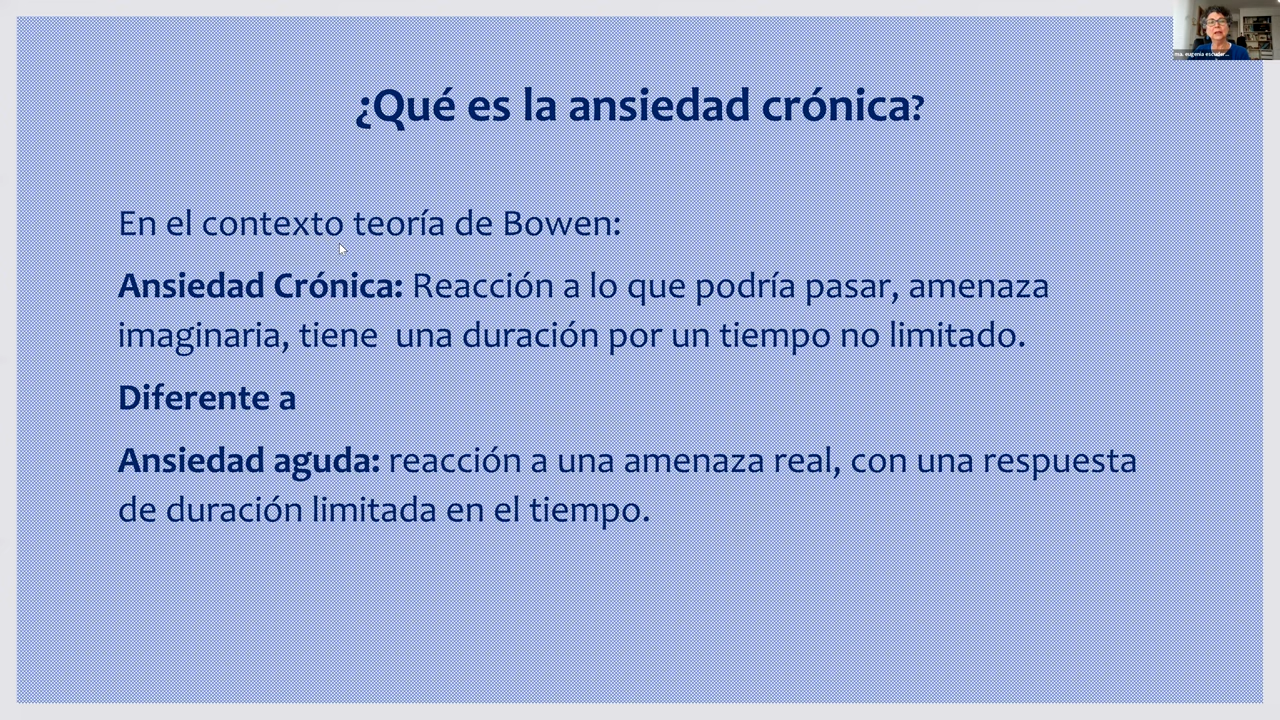 ¿Qué es la ansiedad crónica?
En el contexto teoría de Bowen:
Ansiedad Crónica: Reacción a lo que podría pasar, amenaza
imaginaria, tiene  una duración por un tiempo no limitado.
Diferente a
Ansiedad aguda: reacción a una amenaza real, con una respuesta
de duración limitada en el tiempo.